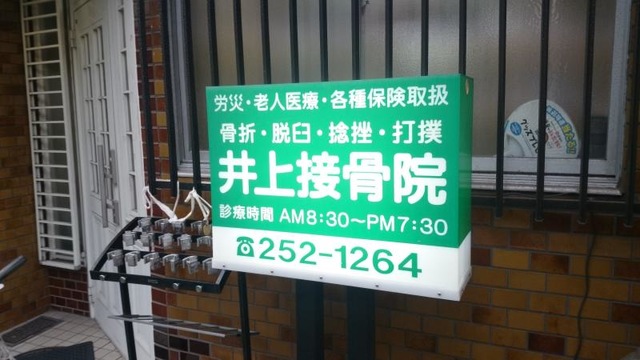 労災・老人医療・各種保険取扱
骨折・脱臼・捻挫・打撲
井上接骨院
診療時間 AM8:30〜PM7:30
☎252-1264